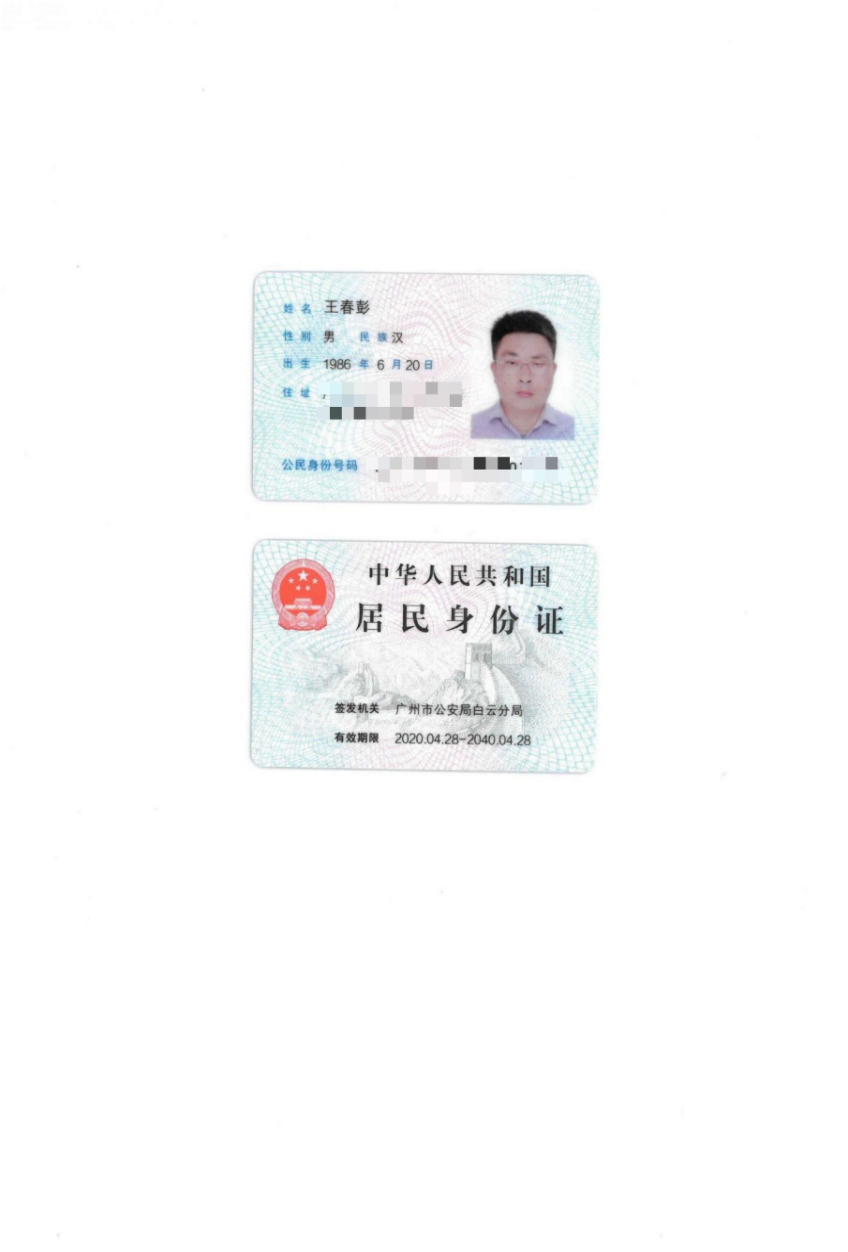 姓名 王春彭
性别 男 民族 汉
出生 1986 年 6 月 20 日
住址
公民身份号码
中华人民共和国
居民身份证
签发机关 广州市公安局白云分局
有效期限 2020.04.28-2040.04.28